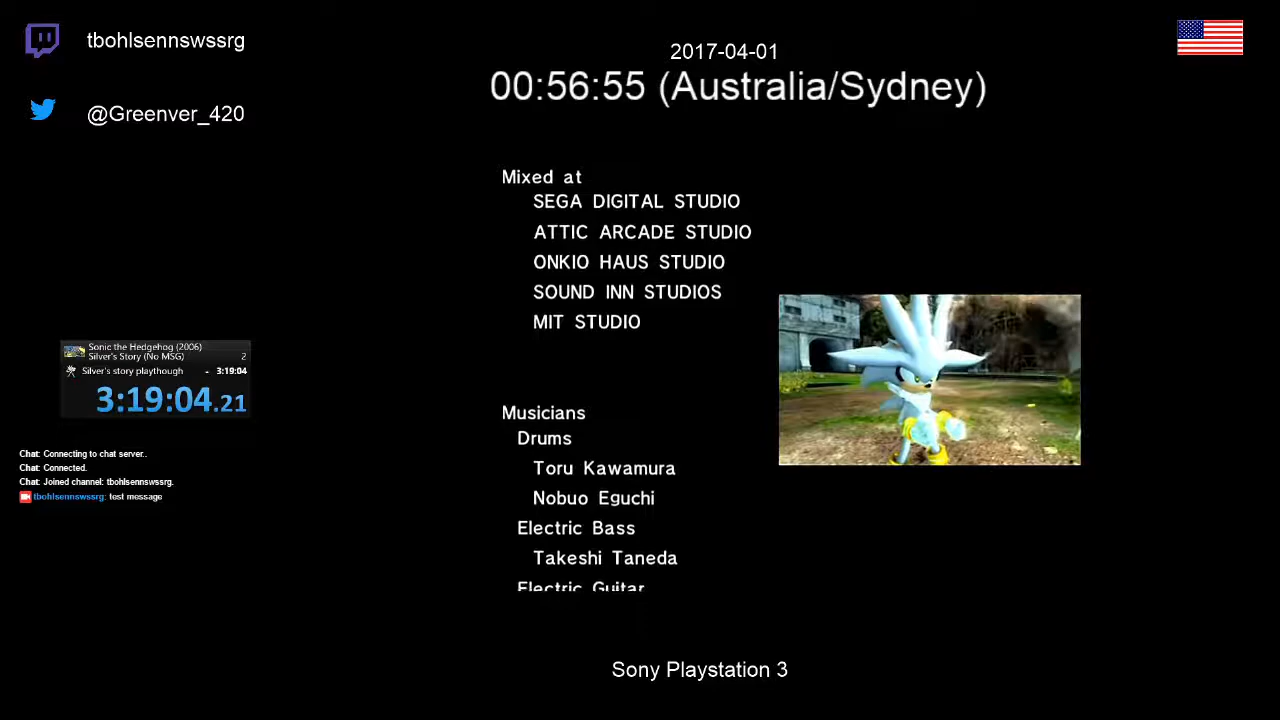 tbohlsennswssrg
@Greenver_420
2017-04-01
00:56:55 (Australia/Sydney)
Mixed at
SEGA DIGITAL STUDIO
ATTIC ARCADE STUDIO
ONKIO HAUS STUDIO
SOUND INN STUDIOS
MIT STUDIO
Musicians
Drums
Toru Kawamura
Nobuo Eguchi
Electric Bass
Takeshi Taneda
Electric Guitar
Sonic the Hedgehog (2006)
Silver's Story (No MSG) 2
Silver's story playthough - 3:19:04
3:19:04.21
Chat: Connecting to chat server..
Chat: Connected.
Chat: Joined channel: tbohlsennswssrg.
tbohlsennswssrg: test message
Sony Playstation 3